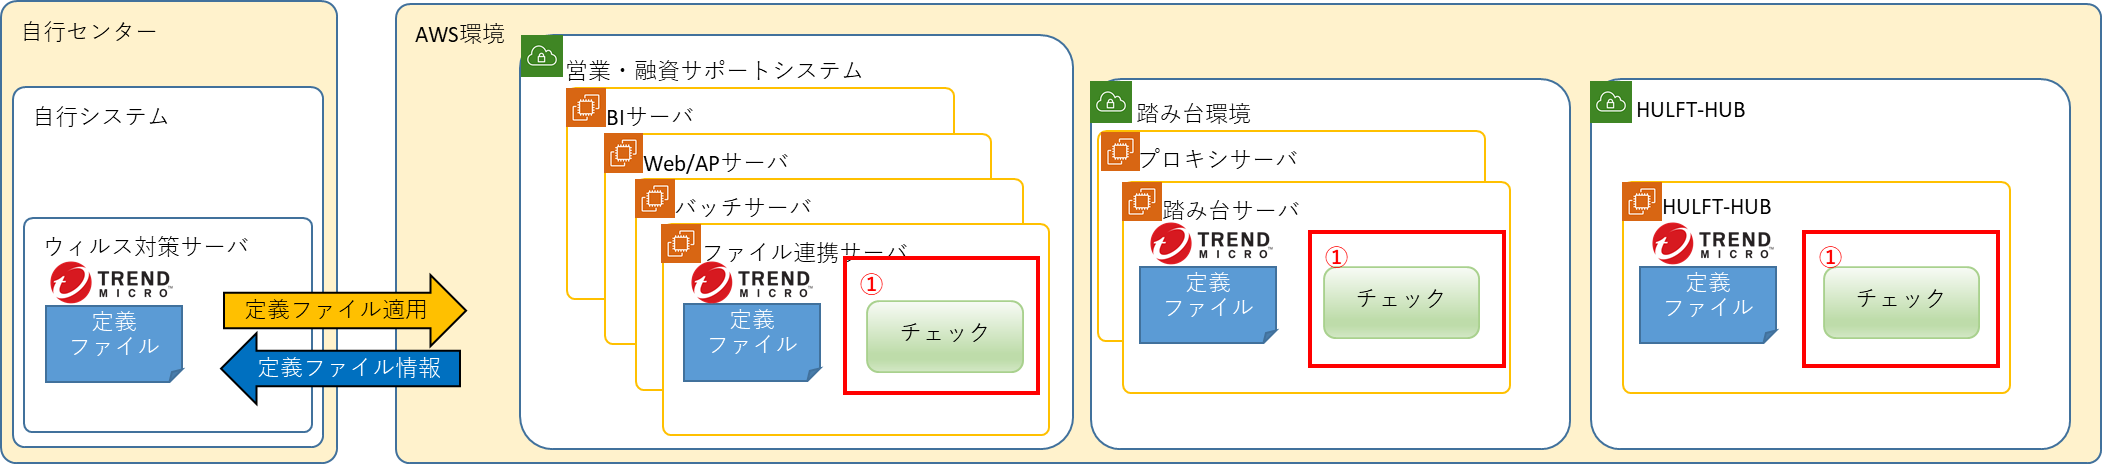 自行センター
自行システム
ウィルス対策サーバ
TREND
MICRO
定義
ファイル
定義ファイル適用
定義ファイル情報
AWS環境
営業・融資サポートシステム
BIサーバ
Web/APサーバ
バッチサーバ
ファイル連携サーバ
TREND
MICRO
定義
ファイル
①
チェック
踏み台環境
プロキシサーバ
踏み台サーバ
TREND
MICRO
定義
ファイル
①
チェック
HULFT-HUB
HULFT-HUB
TREND
MICRO
定義
ファイル
①
チェック